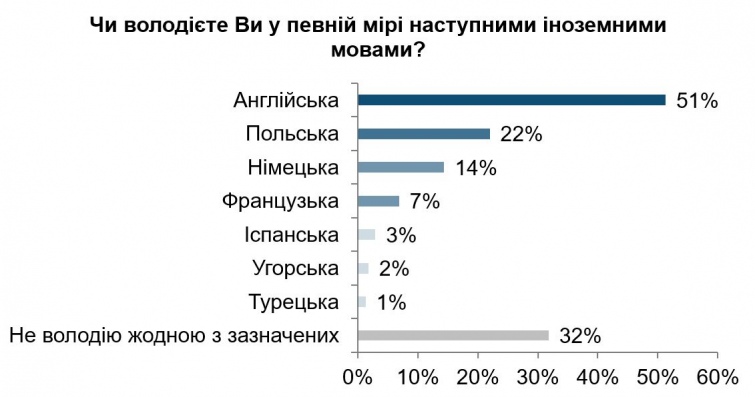 Чи володієте Ви у певній мірі наступними іноземними
мовами?
Англійська 51%
Польська 22%
Німецька 14%
Французька 7%
Іспанська 3%
Угорська 2%
Турецька 1%
Не володію жодною з зазначених 32%
0% 10% 20% 30% 40% 50% 60%